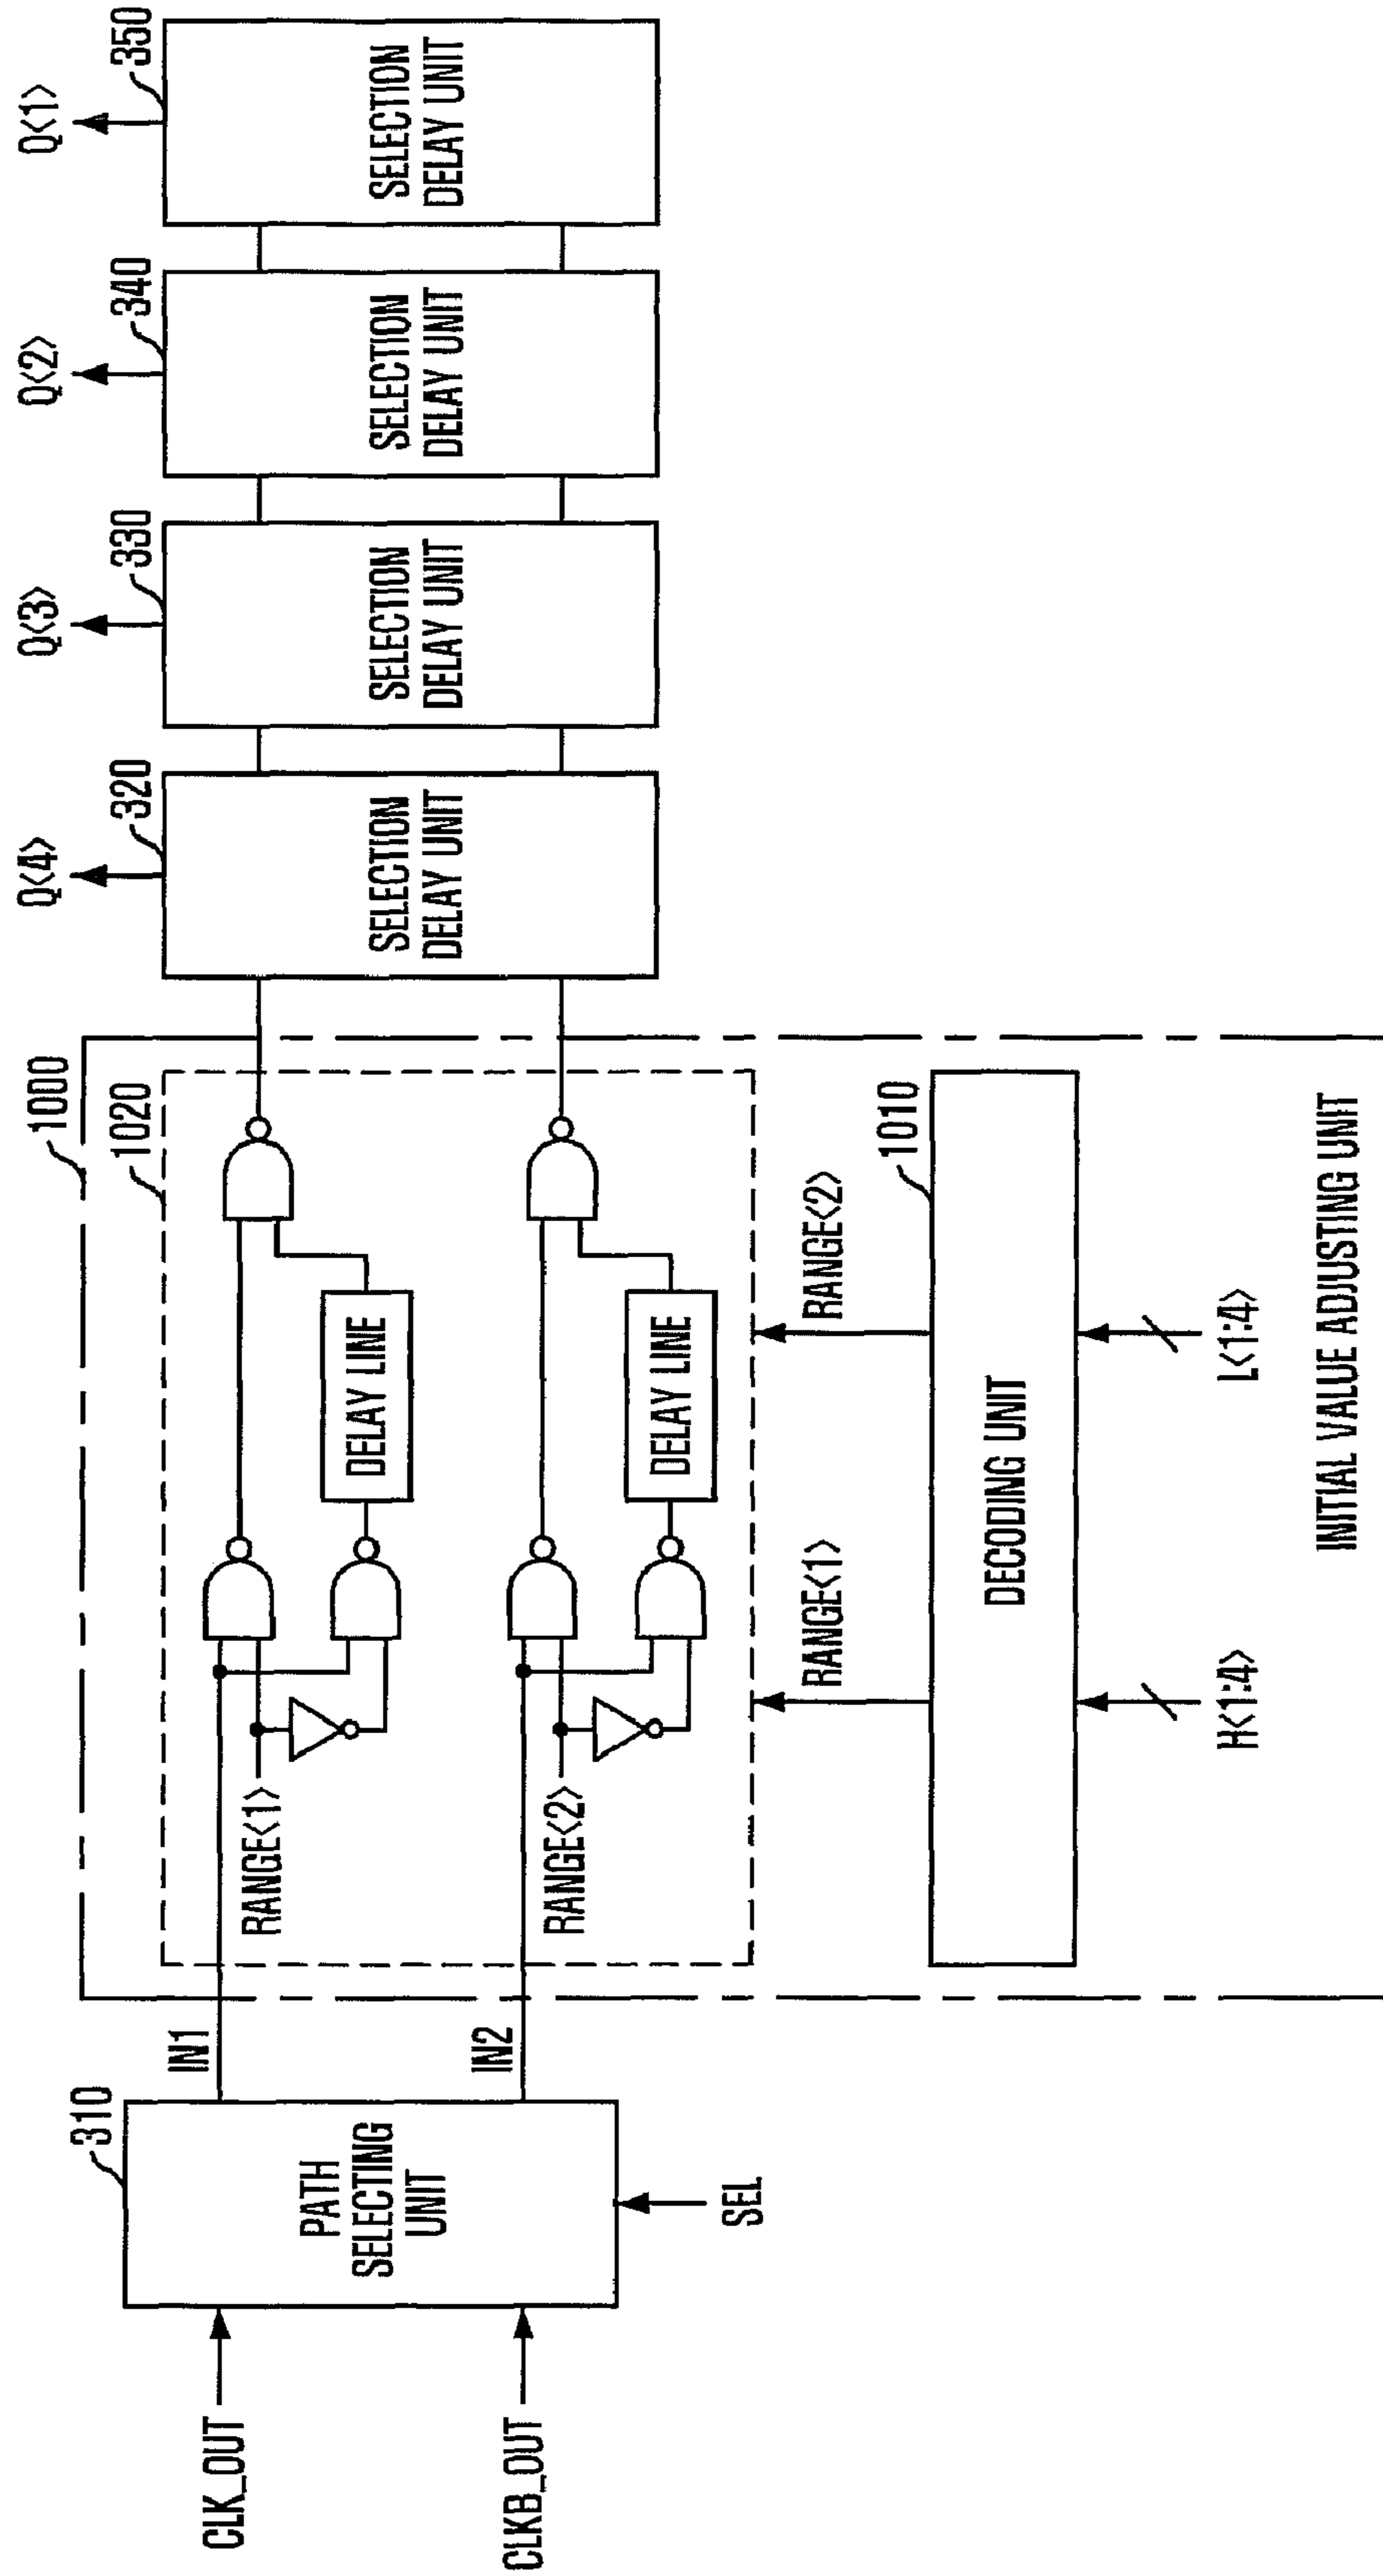 CLK_OUT
CLKB_OUT
310
PATH
SELECTING
UNIT
SEL
IN1
IN2
1000
1020
RANGE<1>
DELAY LINE
RANGE<2>
DELAY LINE
RANGE<1>
RANGE<2>
1010
DECODING UNIT
H<1:4>
L<1:4>
INITIAL VALUE ADJUSTING UNIT
Q<4>
320
SELECTION
DELAY UNIT
Q<3>
330
SELECTION
DELAY UNIT
Q<2>
340
SELECTION
DELAY UNIT
Q<1>
350
SELECTION
DELAY UNIT